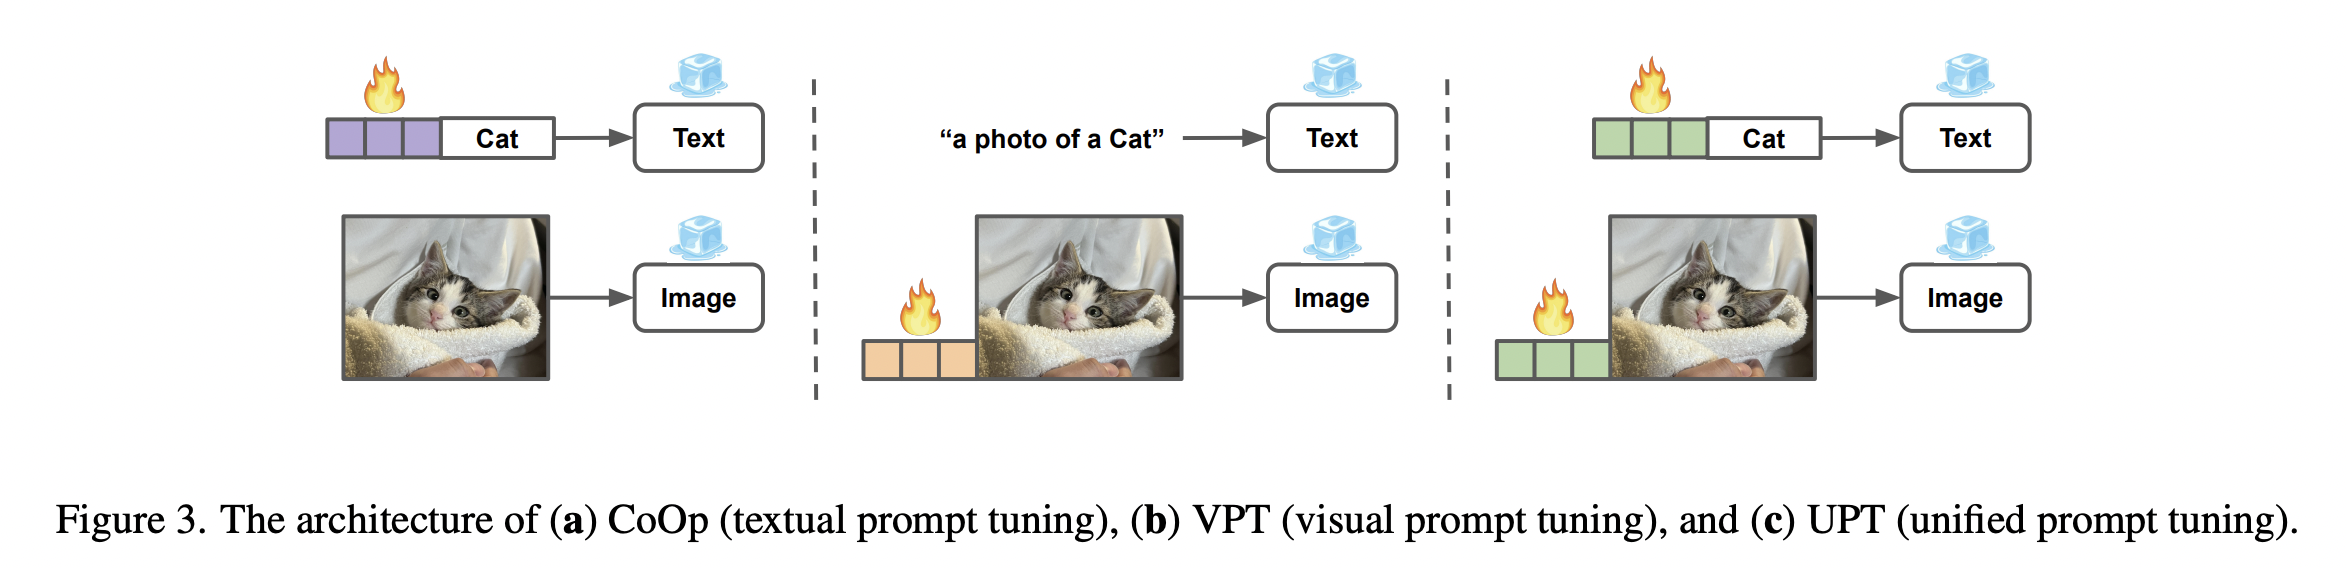 Cat
Text
Image
“a photo of a Cat”
Text
Image
Cat
Text
Image
Figure 3. The architecture of (a) CoOp (textual prompt tuning), (b) VPT (visual prompt tuning), and (c) UPT (unified prompt tuning).